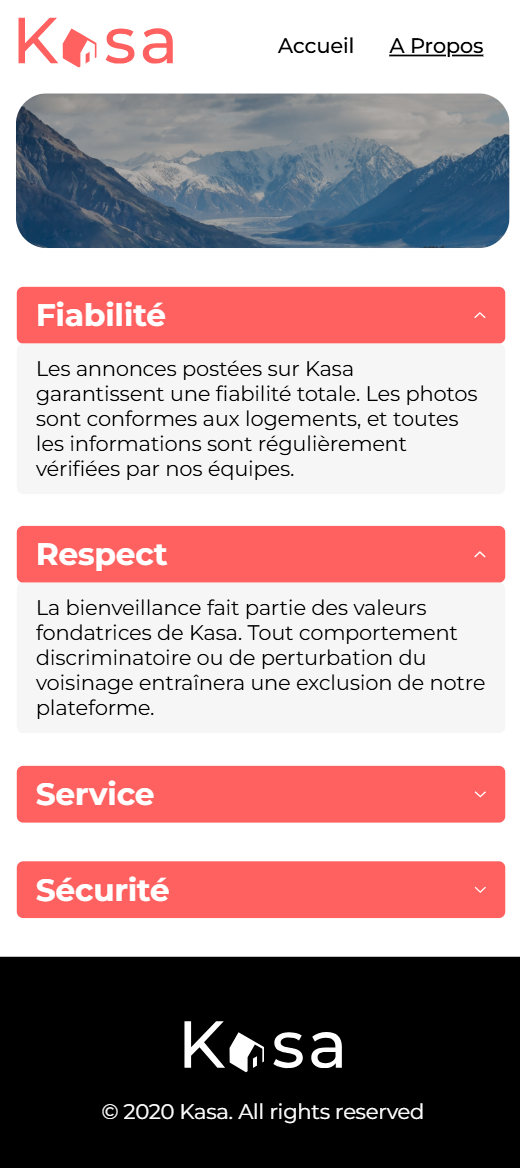 Kasa
Accueil
A Propos
Fiabilité
Les annonces postées sur Kasa
garantissent une fiabilité totale. Les photos
sont conformes aux logements, et toutes
les informations sont régulièrement
vérifiées par nos équipes.
Respect
La bienveillance fait partie des valeurs
fondatrices de Kasa. Tout comportement
discriminatoire ou de perturbation du
voisinage entraînera une exclusion de notre
plateforme.
Service
Sécurité
Kasa
© 2020 Kasa. All rights reserved